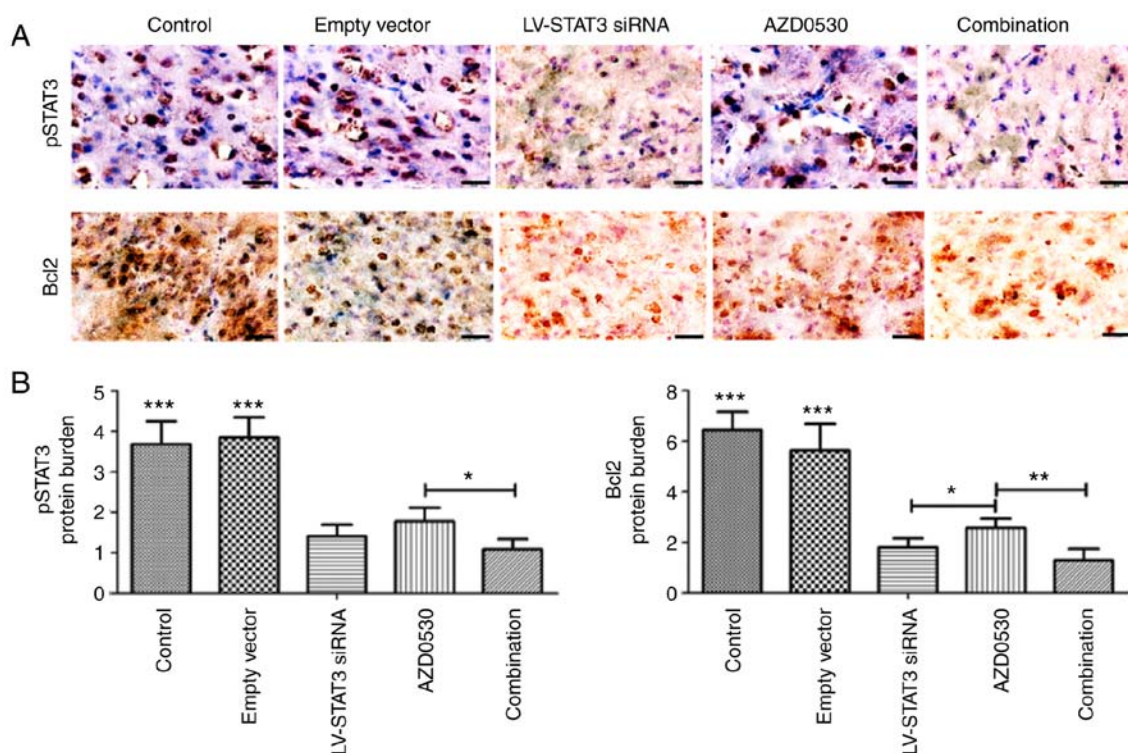 A
Control
Empty vector
LV-STAT3 siRNA
AZD0530
Combination
pSTAT3
Bcl2
B
pSTAT3
protein burden
5
4
3
2
1
0
***
***
*
Control
Empty vector
LV-STAT3 siRNA
AZD0530
Combination
Bcl2
protein burden
8
6
4
2
0
***
***
*
**
Control
Empty vector
LV-STAT3 siRNA
AZD0530
Combination